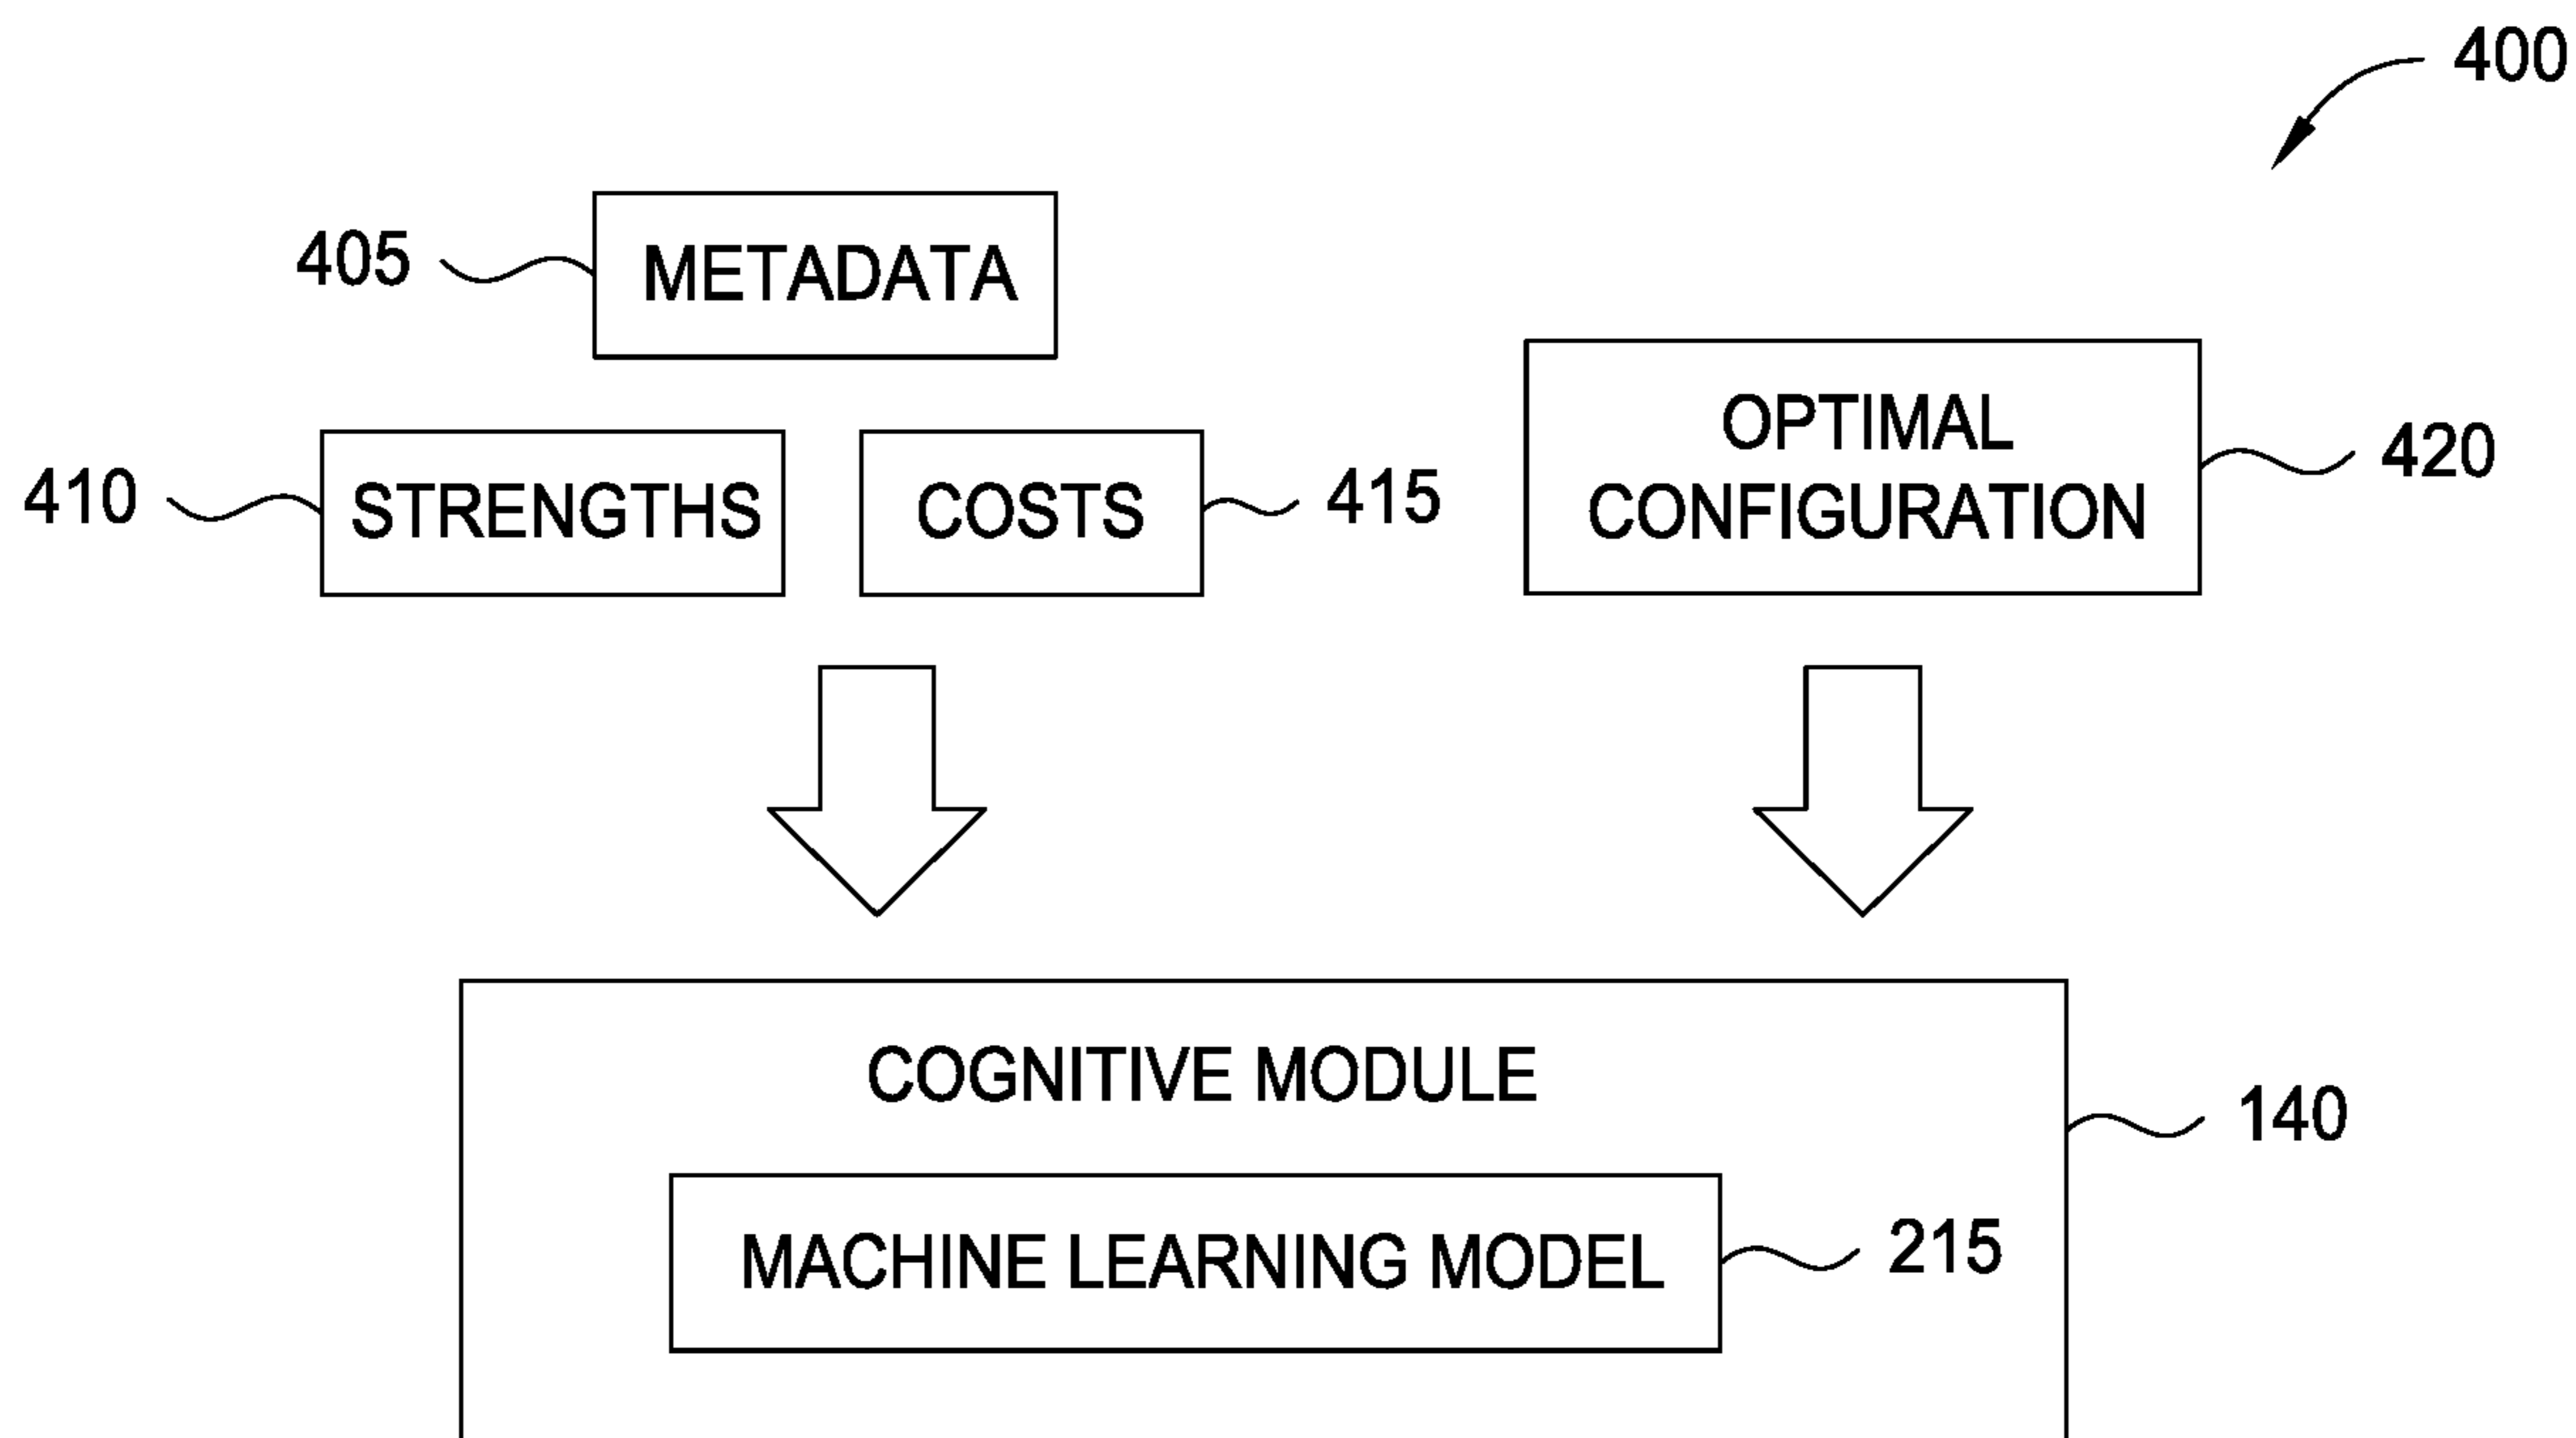 400
405
METADATA
410
STRENGTHS
COSTS
415
OPTIMAL
CONFIGURATION
420
COGNITIVE MODULE
140
MACHINE LEARNING MODEL
215